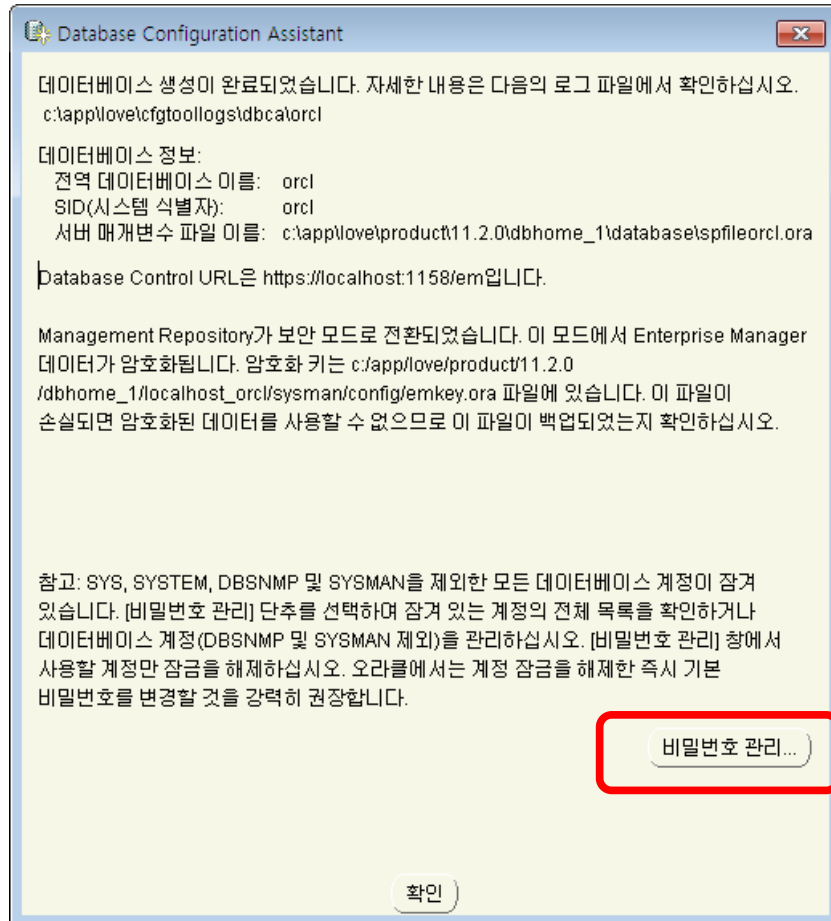 Database Configuration Assistant
데이터베이스 생성이 완료되었습니다. 자세한 내용은 다음의 로그 파일에서 확인하십시오.
c:\app\love\cfgtoollogs\dbca\orcl
데이터베이스 정보:
전역 데이터베이스 이름: orcl
SID(시스템 식별자): orcl
서버 매개변수 파일 이름: c:\app\love\product\11.2.0\dbhome_1\database\spfileorcl.ora
Database Control URL은 https://localhost:1158/em입니다.
Management Repository가 보안 모드로 전환되었습니다. 이 모드에서 Enterprise Manager
데이터가 암호화됩니다. 암호화 키는 c:/app/love/product/11.2.0
/dbhome_1/localhost_orcl/sysman/config/emkey.ora 파일에 있습니다. 이 파일이
손실되면 암호화된 데이터를 사용할 수 없으므로 이 파일이 백업되었는지 확인하십시오.
참고: SYS, SYSTEM, DBSNMP 및 SYSMAN을 제외한 모든 데이터베이스 계정이 잠겨
있습니다. [비밀번호 관리] 단추를 선택하여 잠겨 있는 계정의 전체 목록을 확인하거나
데이터베이스 계정(DBSNMP 및 SYSMAN 제외)을 관리하십시오. [비밀번호 관리] 창에서
사용할 계정만 잠금을 해제하십시오. 오라클에서는 계정 잠금을 해제한 즉시 기본
비밀번호를 변경할 것을 강력히 권장합니다.
비밀번호 관리...
확인